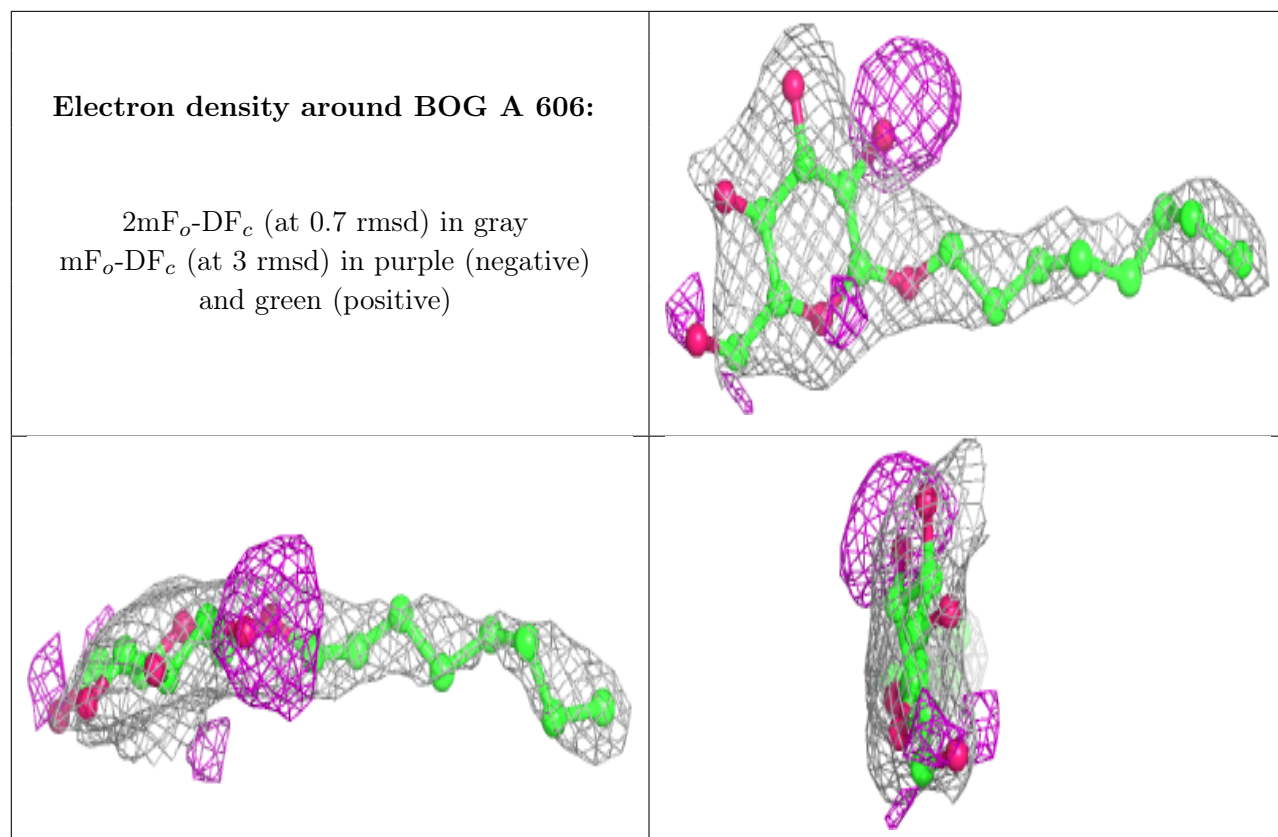 Electron density around BOG A 606:
2mFo-DFc (at 0.7 rmsd) in gray
mFo-DFc (at 3 rmsd) in purple (negative)
and green (positive)